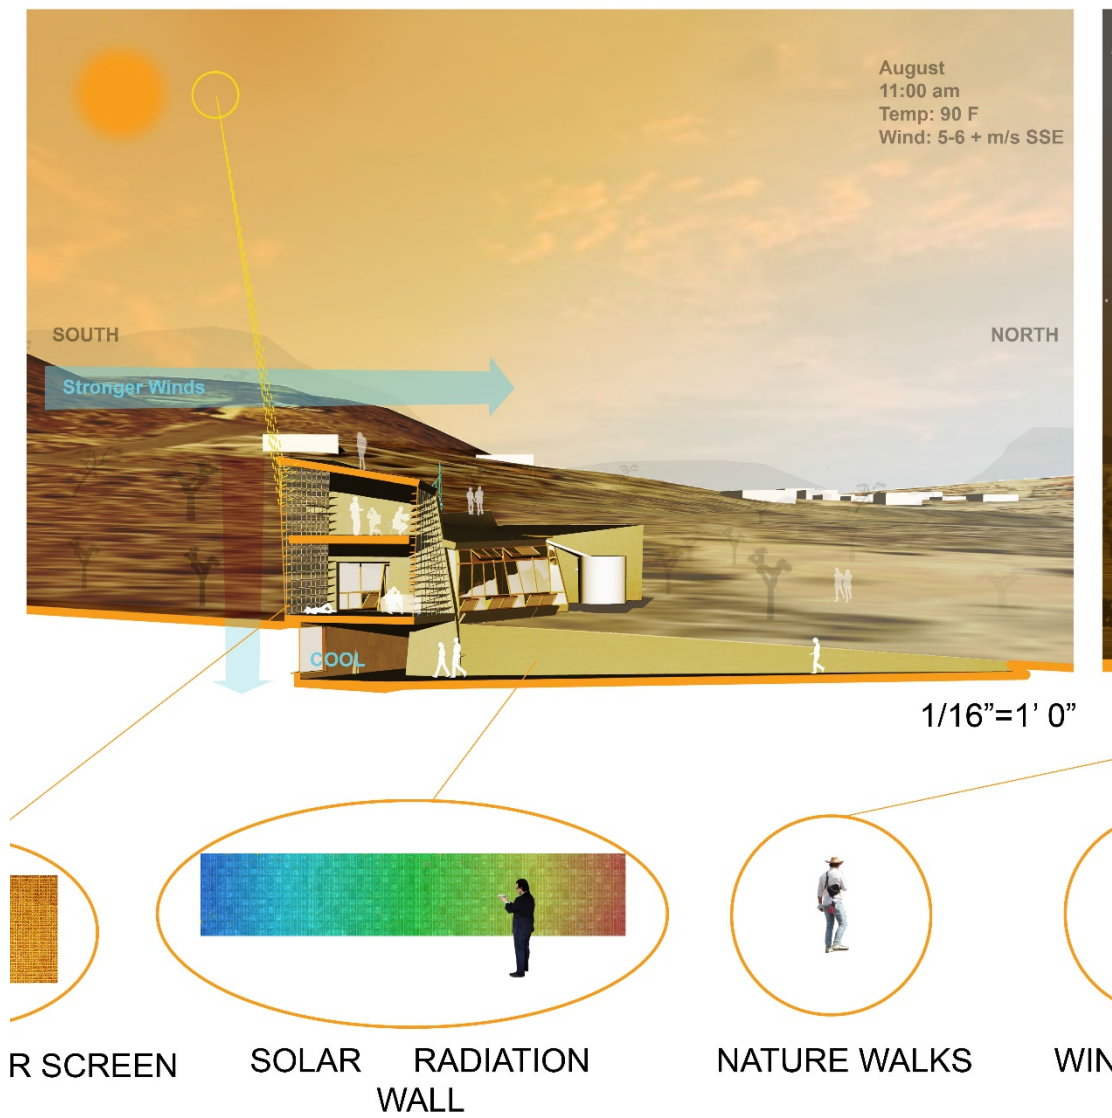 August
11:00 am
Temp: 90 F
Wind: 5-6 + m/s SSE
SOUTH
NORTH
Stronger Winds
COOL
1/16”=1’ 0”
R SCREEN
SOLAR RADIATION
WALL
NATURE WALKS
WIN